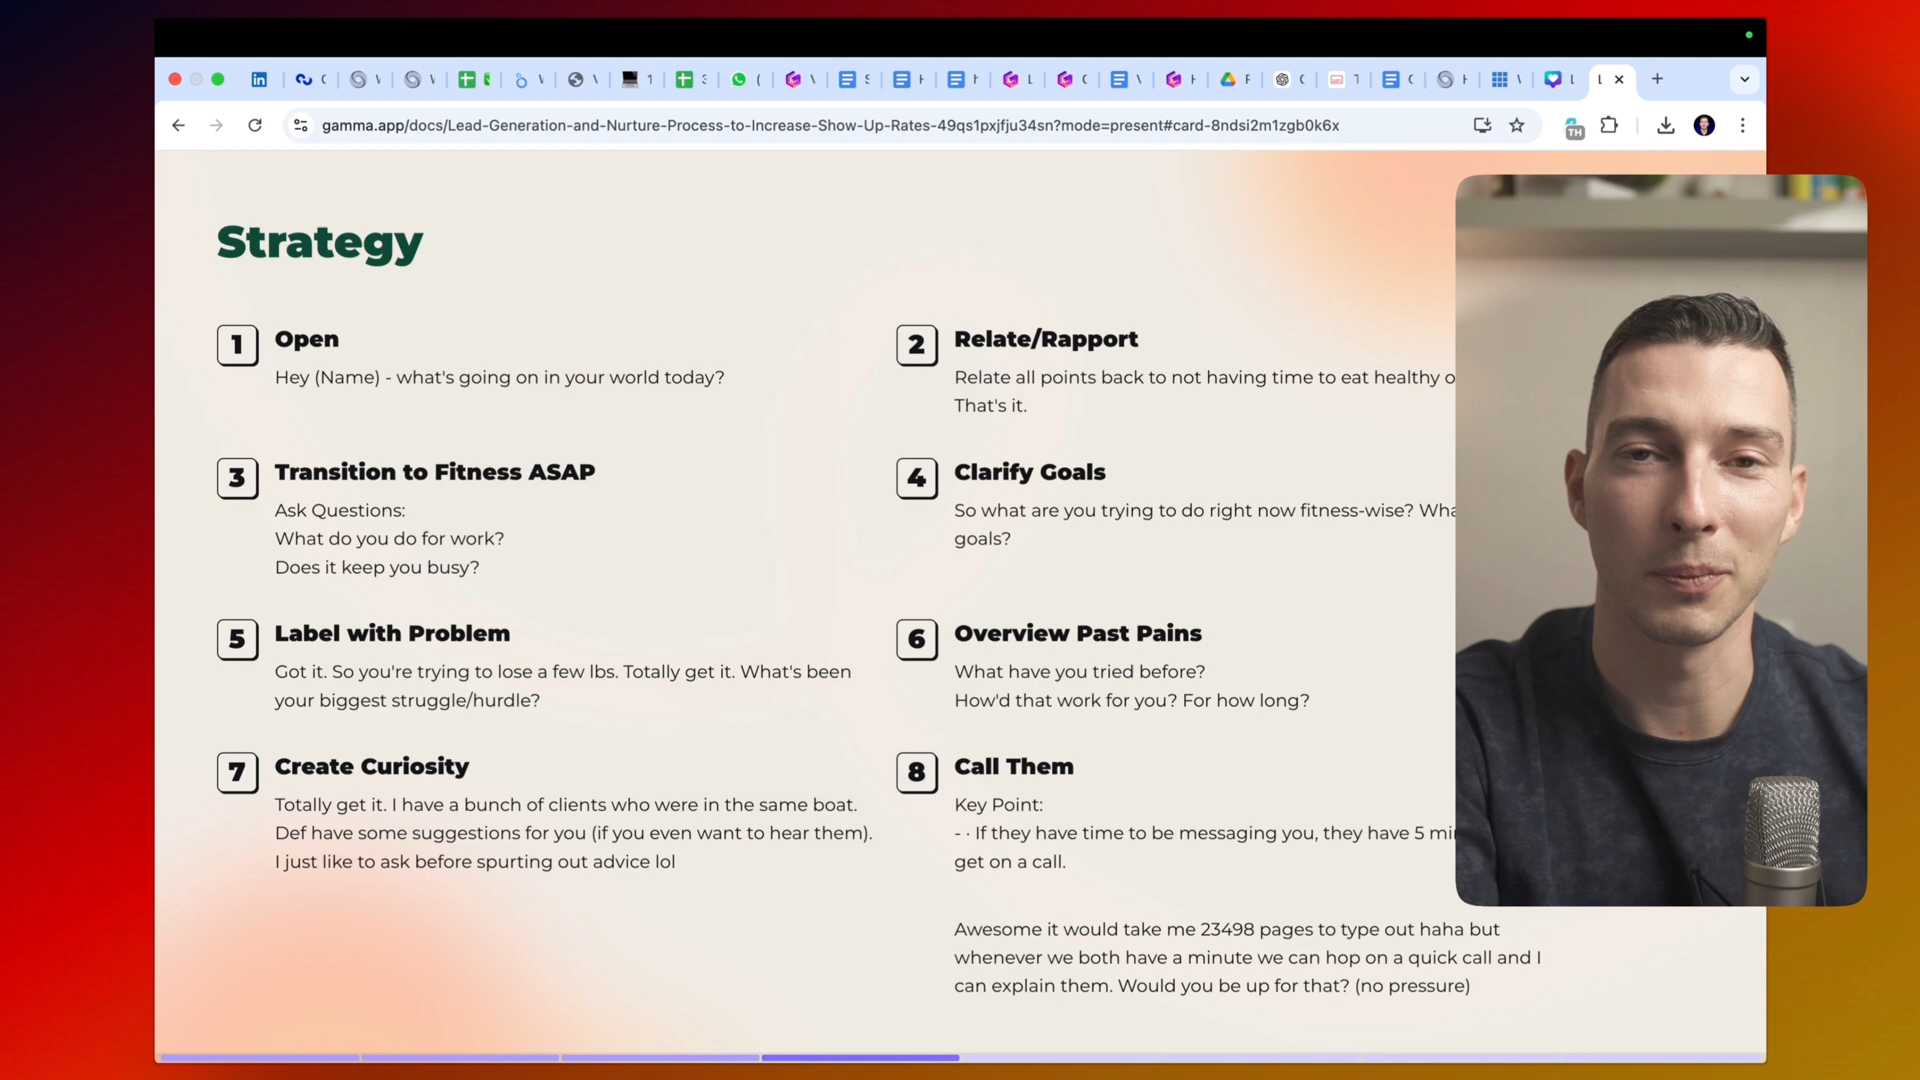 gamma.app/docs/Lead-Generation-and-Nurture-Process-to-Increase-Show-Up-Rates-49qs1pxjfju34sn?mode=present#card-8ndsi2m1zgb0k6x
TH
Strategy
1 Open
Hey (Name) - what's going on in your world today?
2 Relate/Rapport
Relate all points back to not having time to eat healthy
That's it.
3 Transition to Fitness ASAP
Ask Questions:
What do you do for work?
Does it keep you busy?
4 Clarify Goals
So what are you trying to do right now fitness-wise?
goals?
5 Label with Problem
Got it. So you're trying to lose a few lbs. Totally get it. What's been
your biggest struggle/hurdle?
6 Overview Past Pains
What have you tried before?
How'd that work for you? For how long?
7 Create Curiosity
Totally get it. I have a bunch of clients who were in the same boat.
Def have some suggestions for you (if you even want to hear them).
I just like to ask before spurting out advice lol
8 Call Them
Key Point:
- · If they have time to be messaging you, they have 5
get on a call.
Awesome it would take me 23498 pages to type out haha but
whenever we both have a minute we can hop on a quick call and I
can explain them. Would you be up for that? (no pressure)